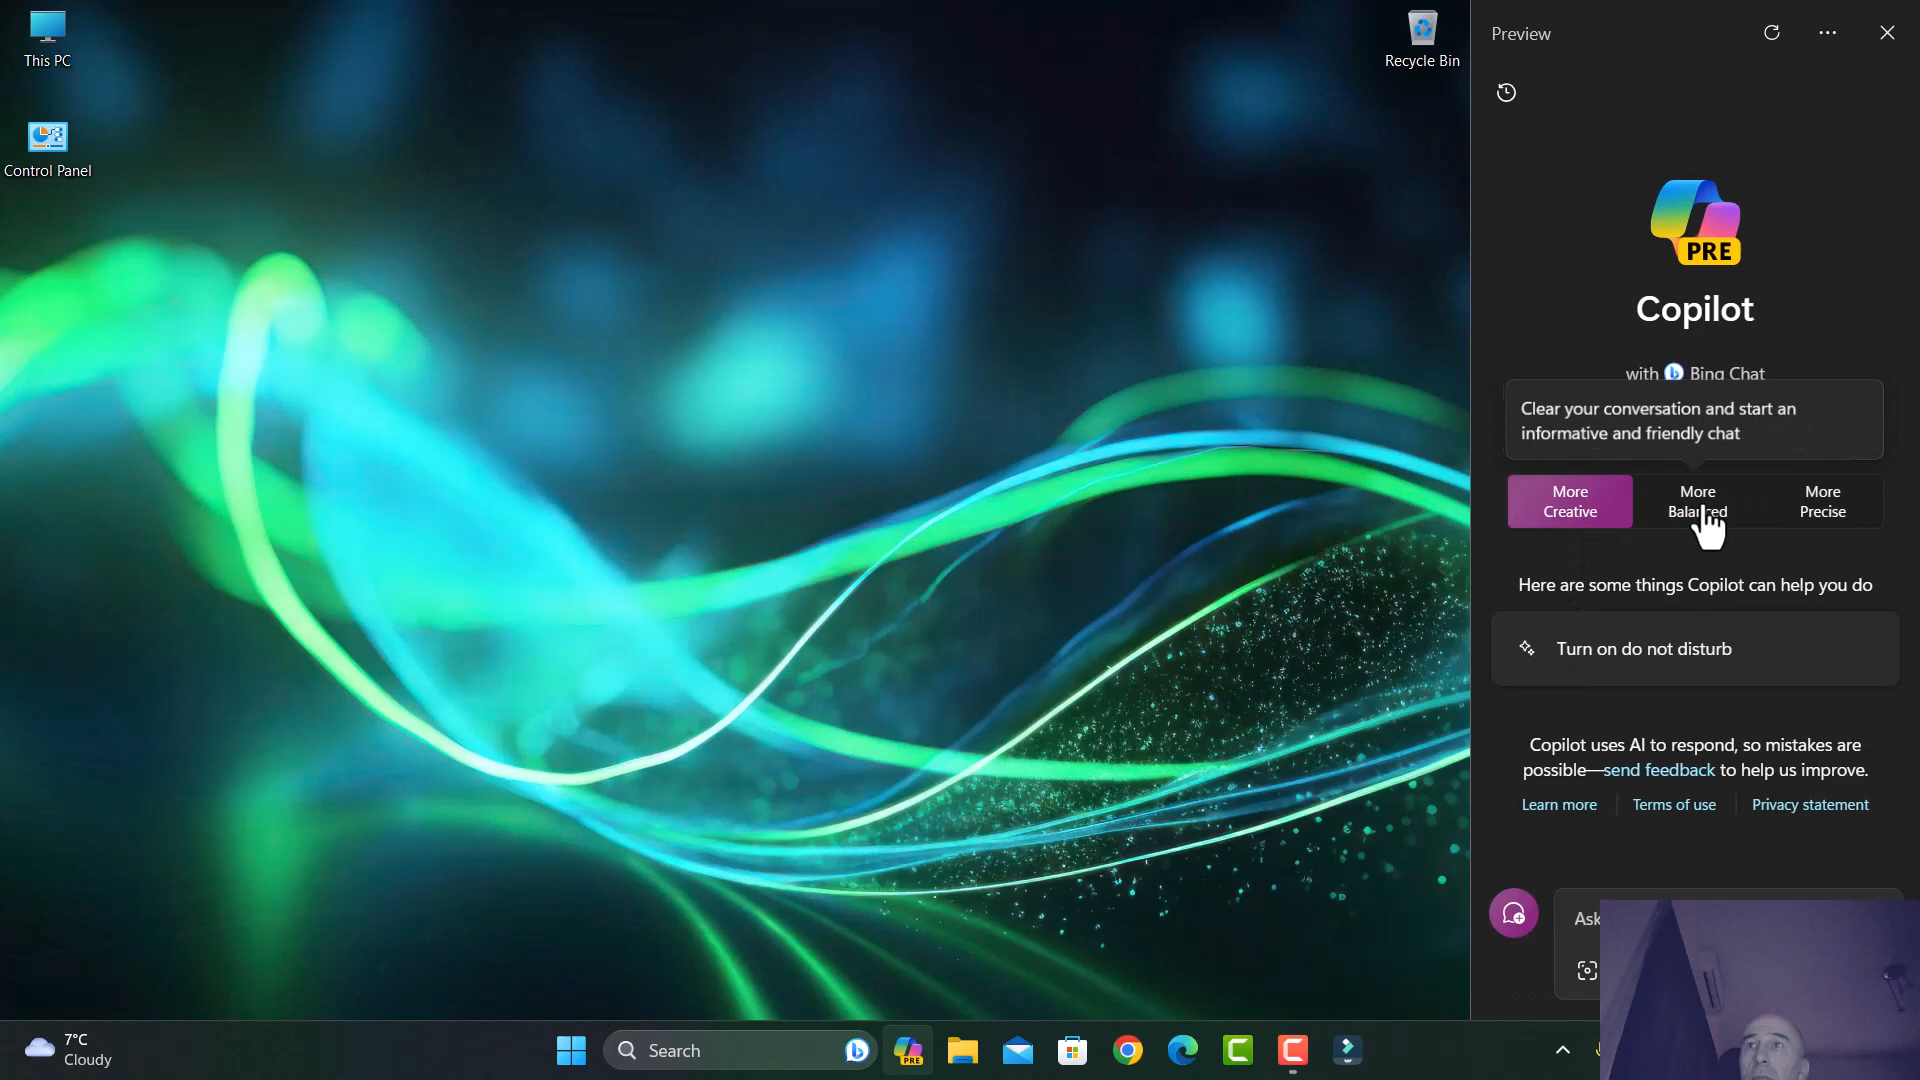 This PC
Recycle Bin
Control Panel
Preview
PRE
Copilot
with Bing Chat
Clear your conversation and start an
informative and friendly chat
More
Creative
More
Balanced
More
Precise
Here are some things Copilot can help you do
Turn on do not disturb
Copilot uses AI to respond, so mistakes are
possible—send feedback to help us improve.
Learn more
Terms of use
Privacy statement
Ask
7°C
Cloudy
Search
PRE